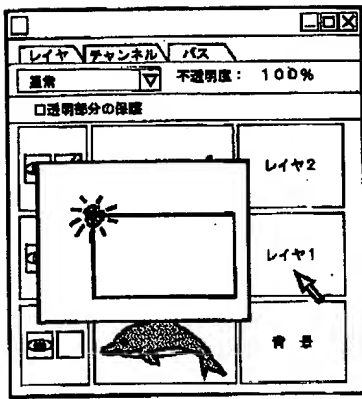 レイヤ チャンネル パス
通常 不透明度： 100%
□透明部分の保護
レイヤ2
レイヤ1
背景